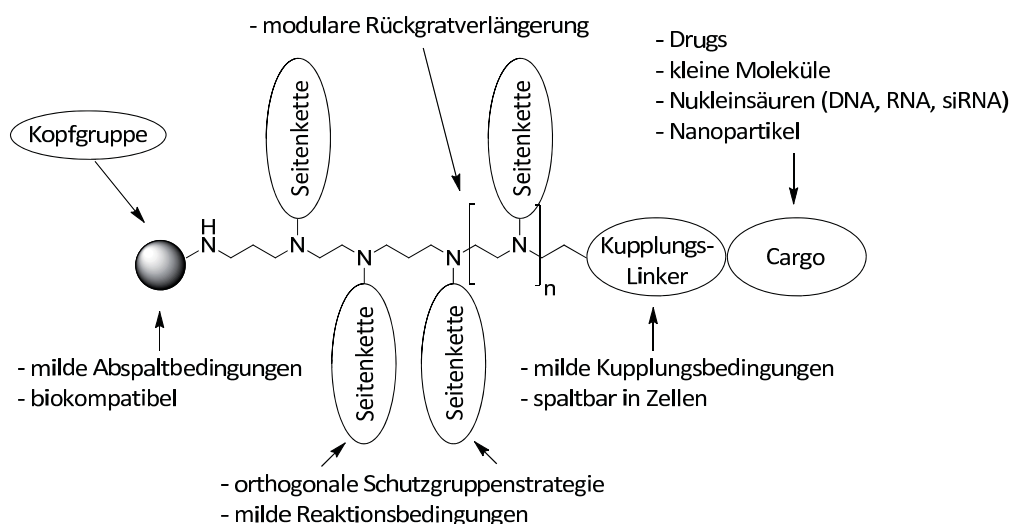 - modulare Rückgratverlängerung
- Drugs
- kleine Moleküle
- Nukleinsäuren (DNA, RNA, siRNA)
- Nanopartikel
Kopfgruppe
Seitenkette
Seitenkette
H
N
N
N
N
N
n
Kupplungs-
Linker
Cargo
Seitenkette
Seitenkette
- milde Abspaltbedingungen
- biokompatibel
- milde Kupplungsbedingungen
- spaltbar in Zellen
- orthogonale Schutzgruppenstrategie
- milde Reaktionsbedingungen